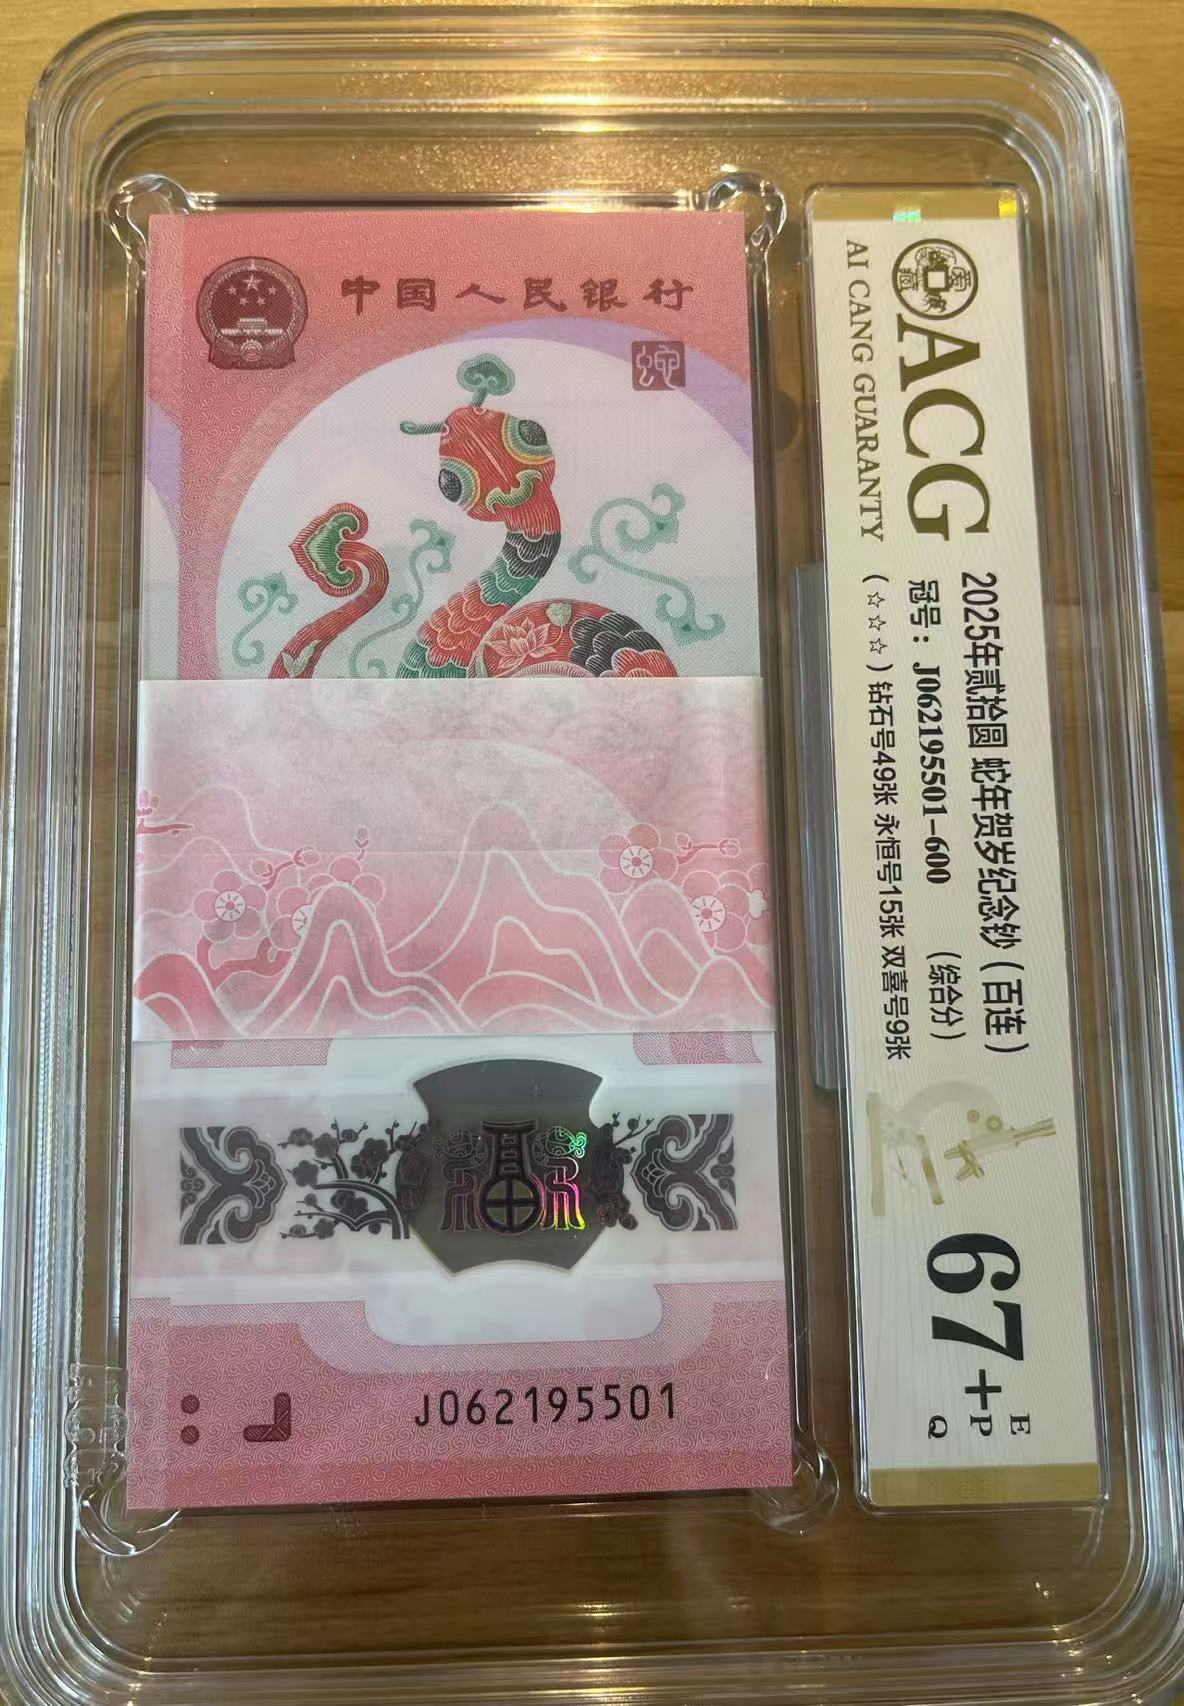 中国人民银行
蛇
福
J062195501
ACG
AI CANG GUARANTY
2025年贰拾圆 蛇年贺岁纪念钞（百连）
冠号：J062195501-600 （综合分）
（☆☆☆）钻石号49张 永恒号15张 双喜号9张
67+
E
P
Q